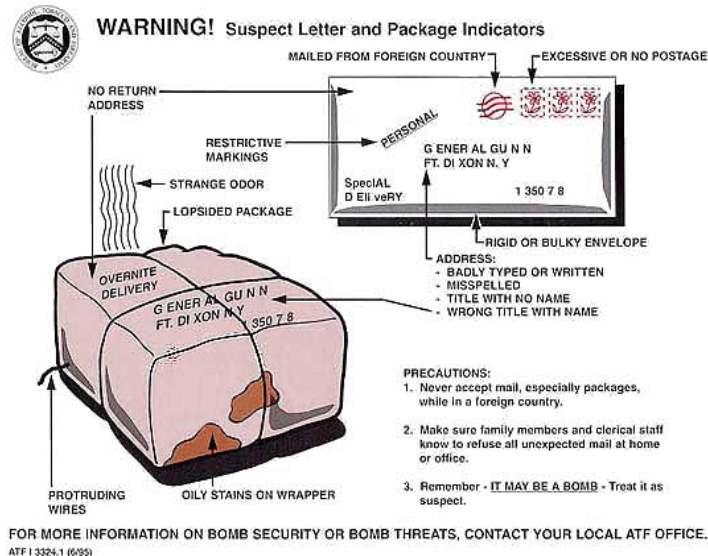 WARNING! Suspect Letter and Package Indicators
MAILED FROM FOREIGN COUNTRY
EXCESSIVE OR NO POSTAGE
NO RETURN
ADDRESS
RESTRICTIVE
MARKINGS
PERSONAL
G ENER AL GU N N
FT. DI XON N. Y
SpecIAL
D Eli veRY
1 350 7 8
STRANGE ODOR
LOPSIDED PACKAGE
RIGID OR BULKY ENVELOPE
ADDRESS:
- BADLY TYPED OR WRITTEN
- MISSPELLED
- TITLE WITH NO NAME
- WRONG TITLE WITH NAME
OVERNITE
DELIVERY
G ENER AL GU N N
FT. DI XON N Y
1 350 7 8
PROTRUDING
WIRES
OILY STAINS ON WRAPPER
PRECAUTIONS:
1. Never accept mail, especially packages,
while in a foreign country.
2. Make sure family members and clerical staff
know to refuse all unexpected mail at home
or office.
3. Remember - IT MAY BE A BOMB - Treat it as
suspect.
FOR MORE INFORMATION ON BOMB SECURITY OR BOMB THREATS, CONTACT YOUR LOCAL ATF OFFICE.
ATF I 3324.1 (6/95)